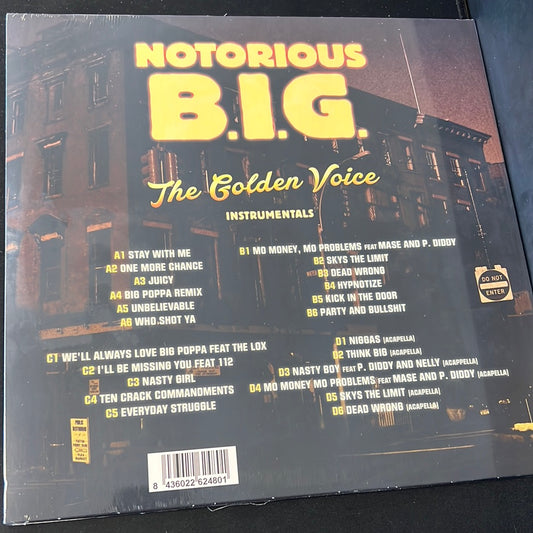 NOTORIOUS
B.I.G.
The Golden Voice
INSTRUMENTALS
A1 STAY WITH ME
A2 ONE MORE CHANCE
A3 JUICY
A4 BIG POPPA REMIX
A5 UNBELIEVABLE
A6 WHO SHOT YA
B1 MO MONEY, MO PROBLEMS FEAT MASE AND P. DIDDY
B2 SKYS THE LIMIT
B3 DEAD WRONG
B4 HYPNOTIZE
B5 KICK IN THE DOOR
B6 PARTY AND BULLSHIT
C1 WE'LL ALWAYS LOVE BIG POPPA FEAT THE LOX
C2 I'LL BE MISSING YOU FEAT 112
C3 NASTY GIRL
C4 TEN CRACK COMMANDMENTS
C5 EVERYDAY STRUGGLE
D1 NIGGAS (ACAPELLA)
D2 THINK BIG (ACAPELLA)
D3 NASTY BOY FEAT P. DIDDY AND NELLY (ACAPPELLA)
D4 MO MONEY MO PROBLEMS FEAT MASE AND P. DIDDY (ACAPELLA)
D5 SKYS THE LIMIT (ACAPELLA)
D6 DEAD WRONG (ACAPELLA)
DO NOT
ENTER
8 436022 624801